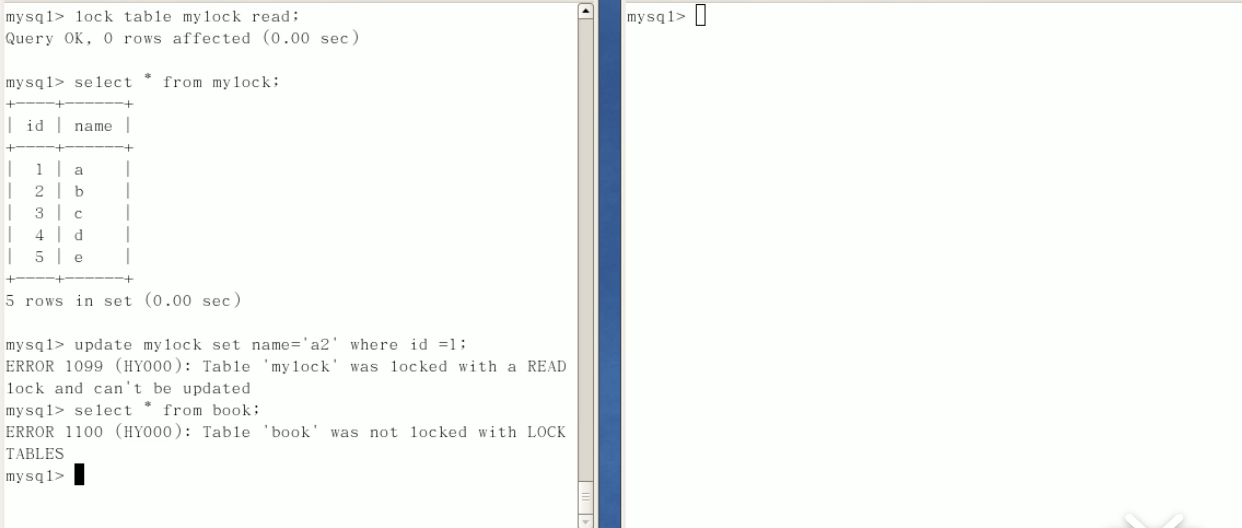 mysql> lock table mylock read;
Query OK, 0 rows affected (0.00 sec)
mysql> select * from mylock;
+----+------+
| id | name |
+----+------+
| 1 | a |
| 2 | b |
| 3 | c |
| 4 | d |
| 5 | e |
+----+------+
5 rows in set (0.00 sec)
mysql> update mylock set name='a2' where id =1;
ERROR 1099 (HY000): Table 'mylock' was locked with a READ
lock and can't be updated
mysql> select * from book;
ERROR 1100 (HY000): Table 'book' was not locked with LOCK
TABLES
mysql>
mysql>